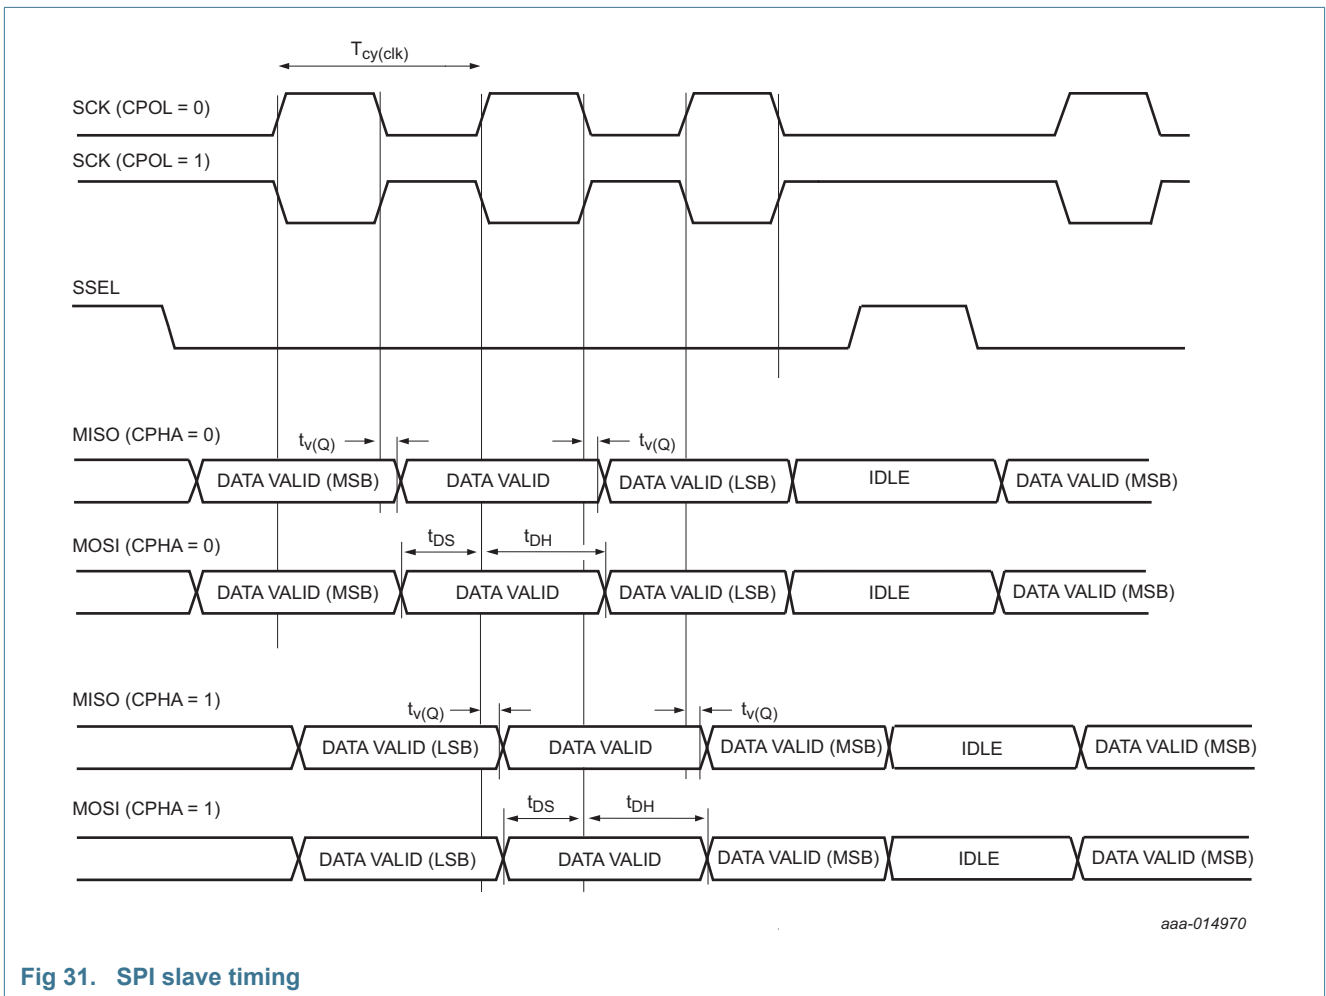 Tcy(clk)
SCK (CPOL = 0)
SCK (CPOL = 1)
SSEL
MISO (CPHA = 0)
tv(Q) tv(Q)
DATA VALID (MSB) DATA VALID DATA VALID (LSB) IDLE DATA VALID (MSB)
MOSI (CPHA = 0)
tDS tDH
DATA VALID (MSB) DATA VALID DATA VALID (LSB) IDLE DATA VALID (MSB)
MISO (CPHA = 1)
tv(Q) tv(Q)
DATA VALID (LSB) DATA VALID DATA VALID (MSB) IDLE DATA VALID (MSB)
MOSI (CPHA = 1)
tDS tDH
DATA VALID (LSB) DATA VALID DATA VALID (MSB) IDLE DATA VALID (MSB)
aaa-014970
Fig 31. SPI slave timing